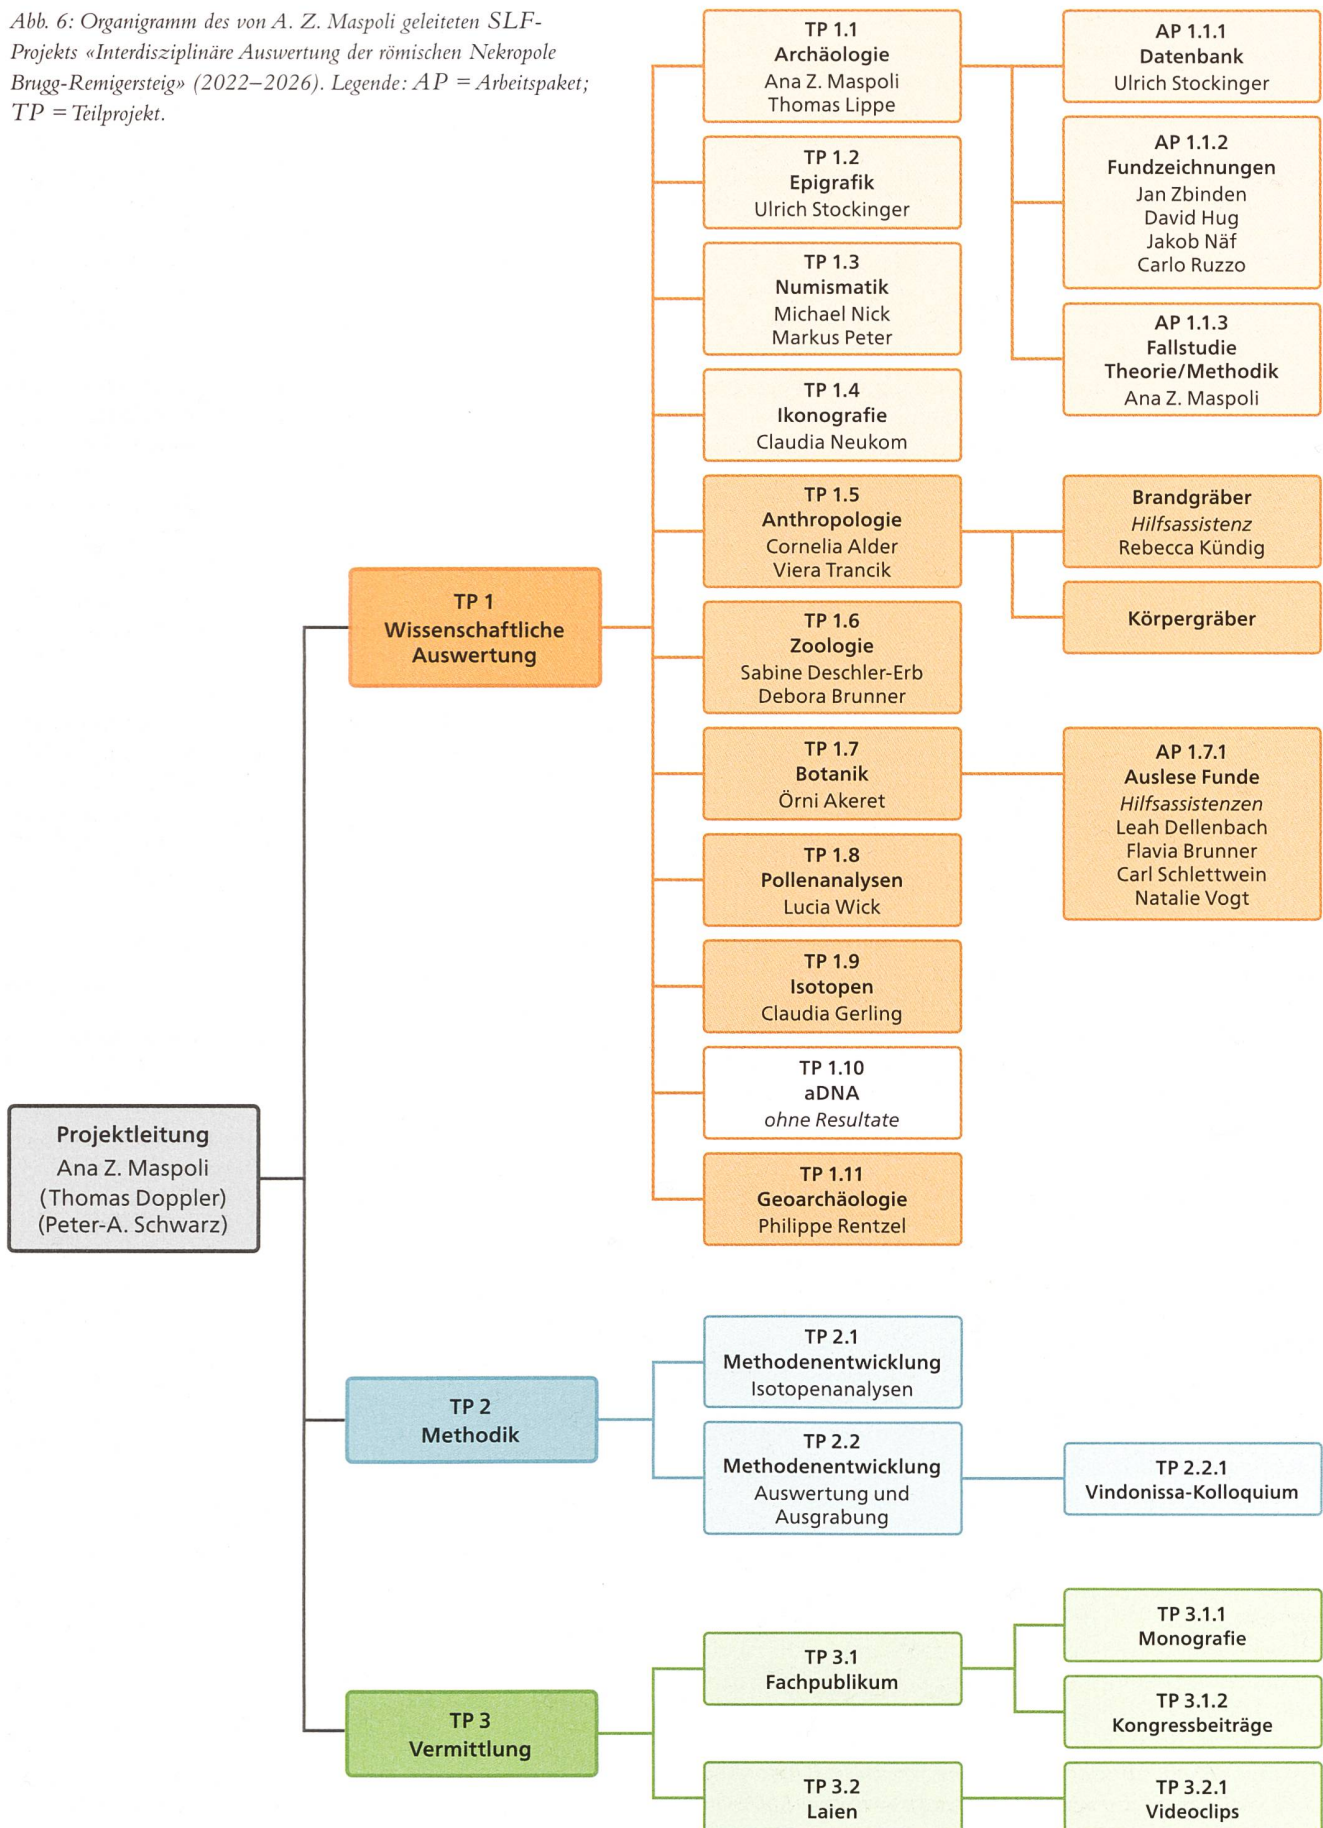 Abb. 6: Organigramm des von A. Z. Maspoli geleiteten SLF-
Projekts «Interdisziplinäre Auswertung der römischen Nekropole
Brugg-Remigersteig» (2022–2026). Legende: AP = Arbeitspaket;
TP = Teilprojekt.
Projektleitung
Ana Z. Maspoli
(Thomas Doppler)
(Peter-A. Schwarz)
TP 1
Wissenschaftliche
Auswertung
TP 1.1
Archäologie
Ana Z. Maspoli
Thomas Lippe
AP 1.1.1
Datenbank
Ulrich Stockinger
AP 1.1.2
Fundzeichnungen
Jan Zbinden
David Hug
Jakob Näf
Carlo Ruzzo
AP 1.1.3
Fallstudie
Theorie/Methodik
Ana Z. Maspoli
TP 1.2
Epigrafik
Ulrich Stockinger
TP 1.3
Numismatik
Michael Nick
Markus Peter
TP 1.4
Ikonografie
Claudia Neukom
TP 1.5
Anthropologie
Cornelia Alder
Viera Trancik
Brandgräber
Hilfsassistenz
Rebecca Kündig
Körpergräber
TP 1.6
Zoologie
Sabine Deschler-Erb
Debora Brunner
TP 1.7
Botanik
Örni Akeret
AP 1.7.1
Auslese Funde
Hilfsassistenzen
Leah Dellenbach
Flavia Brunner
Carl Schlettwein
Natalie Vogt
TP 1.8
Pollenanalysen
Lucia Wick
TP 1.9
Isotopen
Claudia Gerling
TP 1.10
aDNA
ohne Resultate
TP 1.11
Geoarchäologie
Philippe Rentzel
TP 2
Methodik
TP 2.1
Methodenentwicklung
Isotopenanalysen
TP 2.2
Methodenentwicklung
Auswertung und
Ausgrabung
TP 2.2.1
Vindonissa-Kolloquium
TP 3
Vermittlung
TP 3.1
Fachpublikum
TP 3.1.1
Monografie
TP 3.1.2
Kongressbeiträge
TP 3.2
Laien
TP 3.2.1
Videoclips